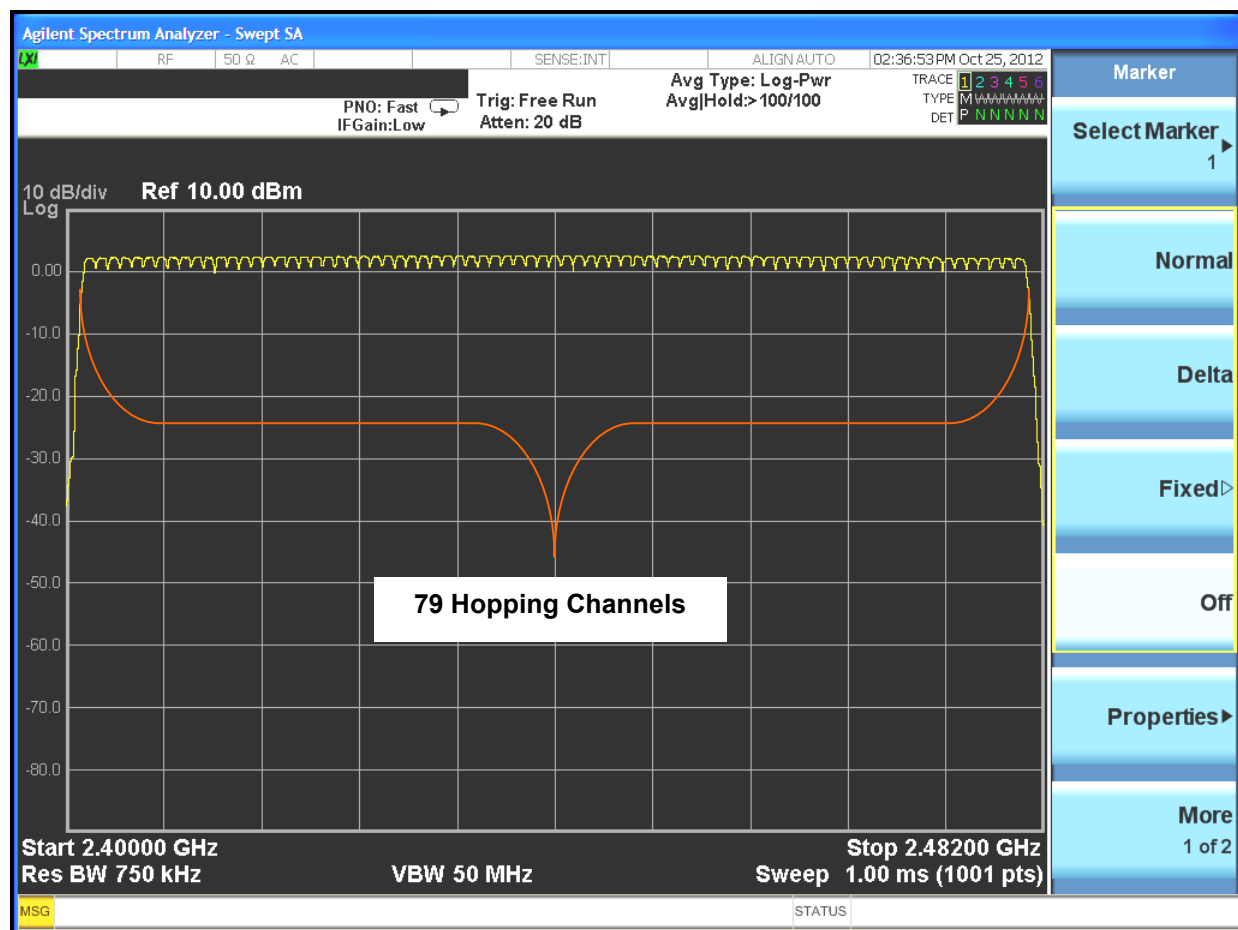 Agilent Spectrum Analyzer - Swept SA
LXI RF 50 Ω AC SENSE:INT ALIGN AUTO 02:36:53 PM Oct 25, 2012
PNO: Fast
IFGain:Low
Trig: Free Run
Atten: 20 dB
Avg Type: Log-Pwr
Avg|Hold:> 100/100
TRACE 1 2 3 4 5 6
TYPE M
DET P N N N N N
10 dB/div Ref 10.00 dBm
Log
0.00
-10.0
-20.0
-30.0
-40.0
-50.0
-60.0
-70.0
-80.0
79 Hopping Channels
Start 2.40000 GHz Stop 2.48200 GHz
Res BW 750 kHz VBW 50 MHz Sweep 1.00 ms (1001 pts)
MSG STATUS
Marker
Select Marker
1
Normal
Delta
Fixed
Off
Properties
More
1 of 2